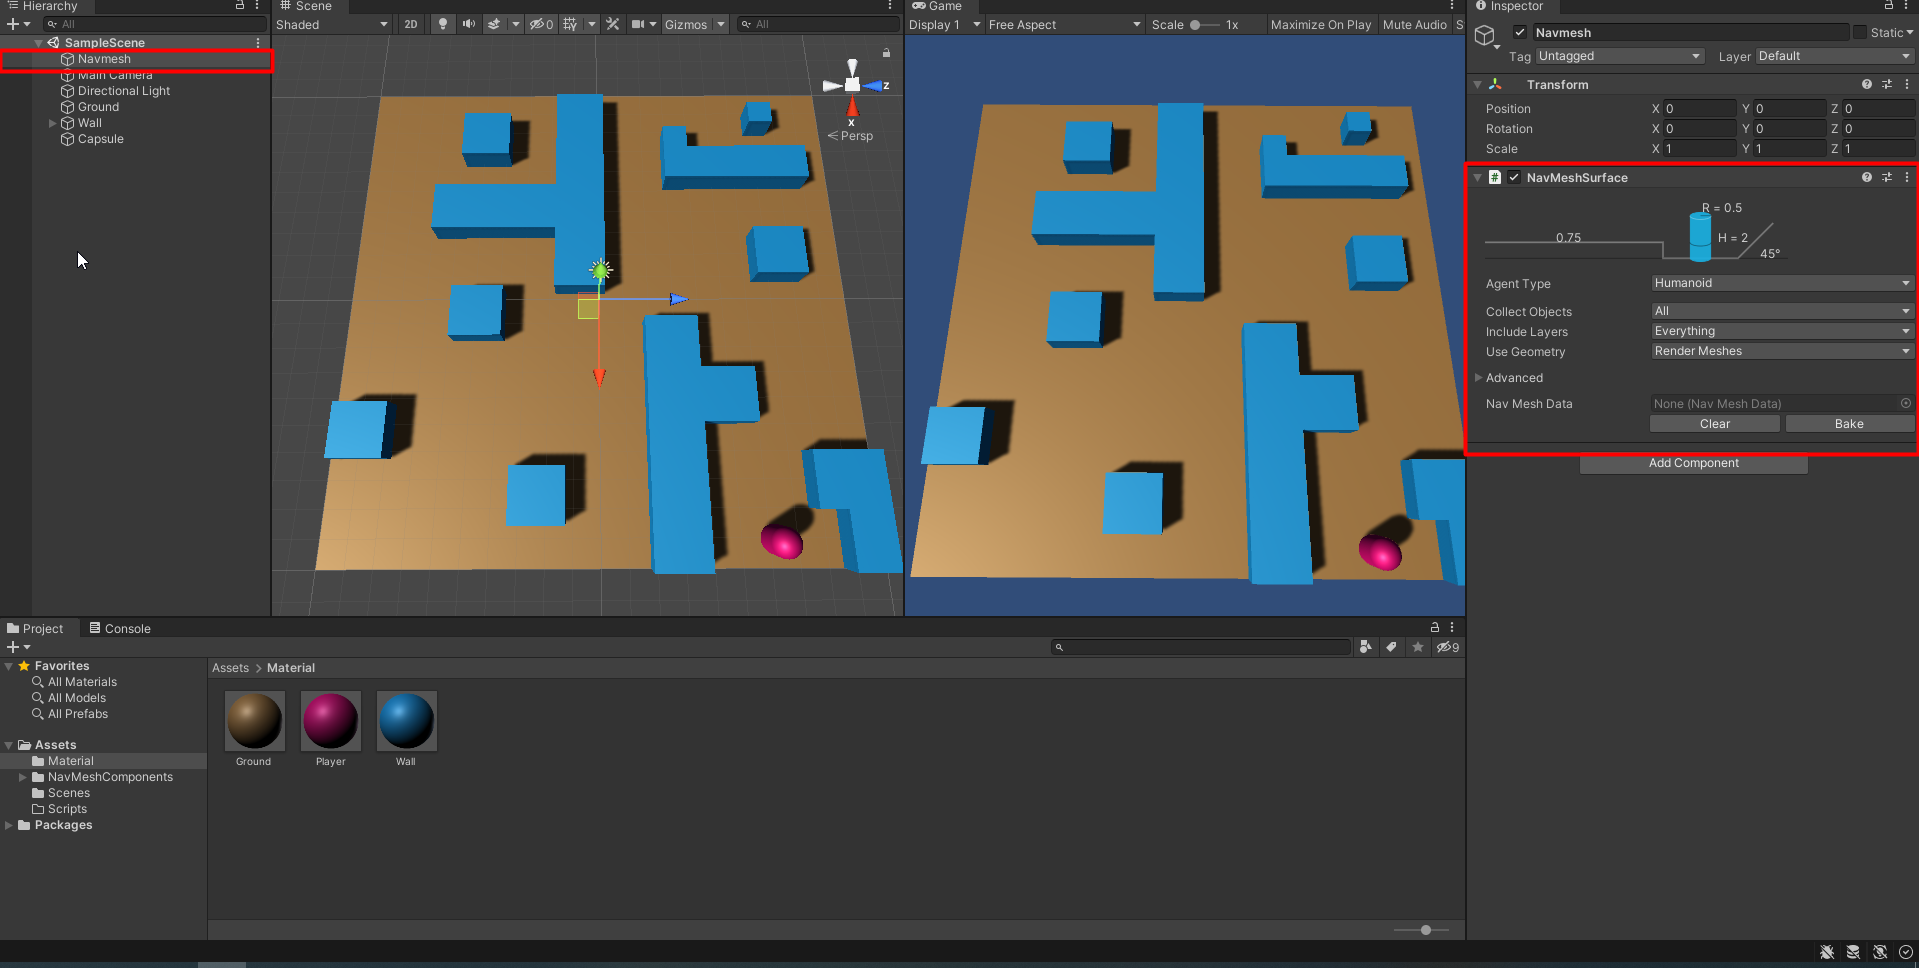 Hierarchy
All
SampleScene
Navmesh
Main Camera
Directional Light
Ground
Wall
Capsule
Scene
Shaded
2D
0
Gizmos
All
z
x
Persp
Game
Display 1
Free Aspect
Scale
1x
Maximize On Play
Mute Audio
S
Inspector
Navmesh
Static
Tag
Untagged
Layer
Default
Transform
Position
X 0
Y 0
Z 0
Rotation
X 0
Y 0
Z 0
Scale
X 1
Y 1
Z 1
#
NavMeshSurface
R = 0.5
0.75
H = 2
45°
Agent Type
Humanoid
Collect Objects
All
Include Layers
Everything
Use Geometry
Render Meshes
Advanced
Nav Mesh Data
None (Nav Mesh Data)
Clear
Bake
Add Component
Project
Console
9
Favorites
All Materials
All Models
All Prefabs
Assets
Material
NavMeshComponents
Scenes
Scripts
Packages
Assets > Material
Ground
Player
Wall